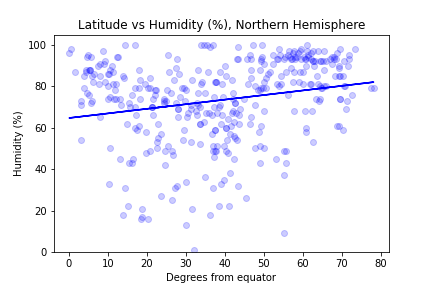 Latitude vs Humidity (%), Northern Hemisphere
100
80
60
40
20
0
Humidity (%)
0 10 20 30 40 50 60 70 80
Degrees from equator